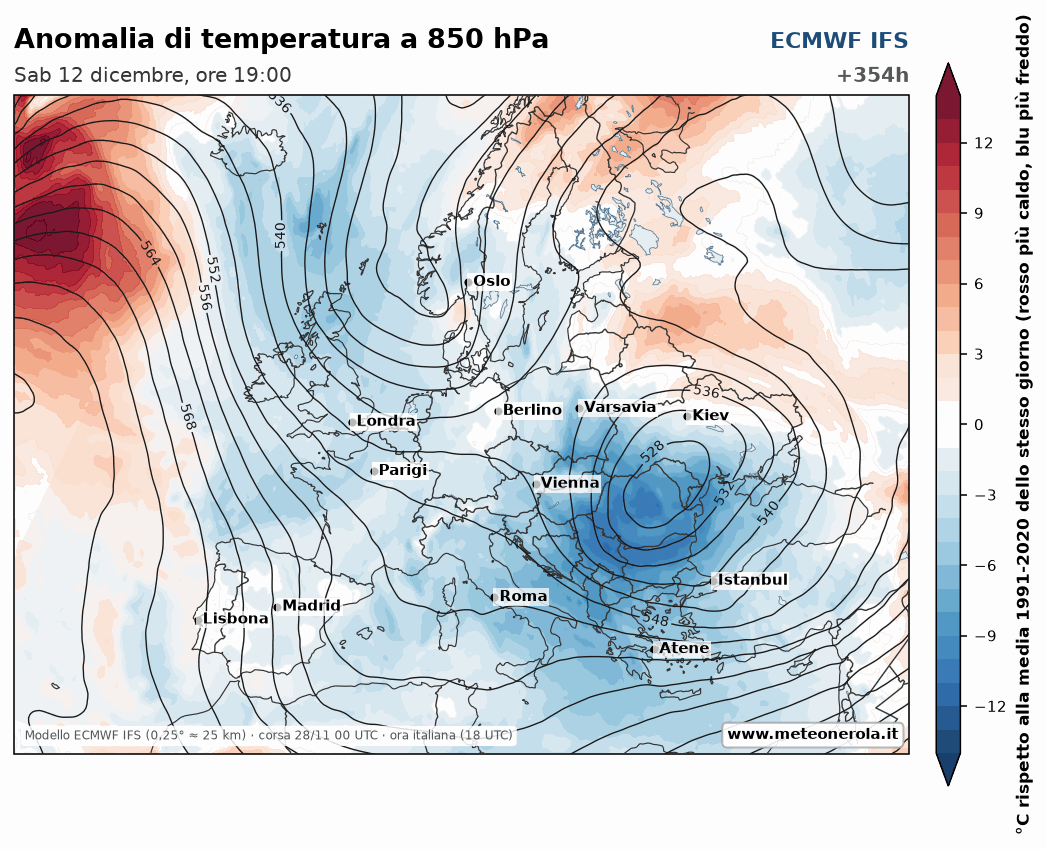 Anomalia di temperatura a 850 hPa
ECMWF IFS
Sab 12 dicembre, ore 19:00
+354h
536
540
552
556
564
568
Oslo
Berlino
Varsavia
536
Kiev
Londra
Parigi
528
Vienna
532
540
Istanbul
Roma
Madrid
Lisbona
548
Atene
Modello ECMWF IFS (0,25° ≈ 25 km) · corsa 28/11 00 UTC · ora italiana (18 UTC)
www.meteonerola.it
12
9
6
3
0
−3
−6
−9
−12
°C rispetto alla media 1991-2020 dello stesso giorno (rosso più caldo, blu più freddo)